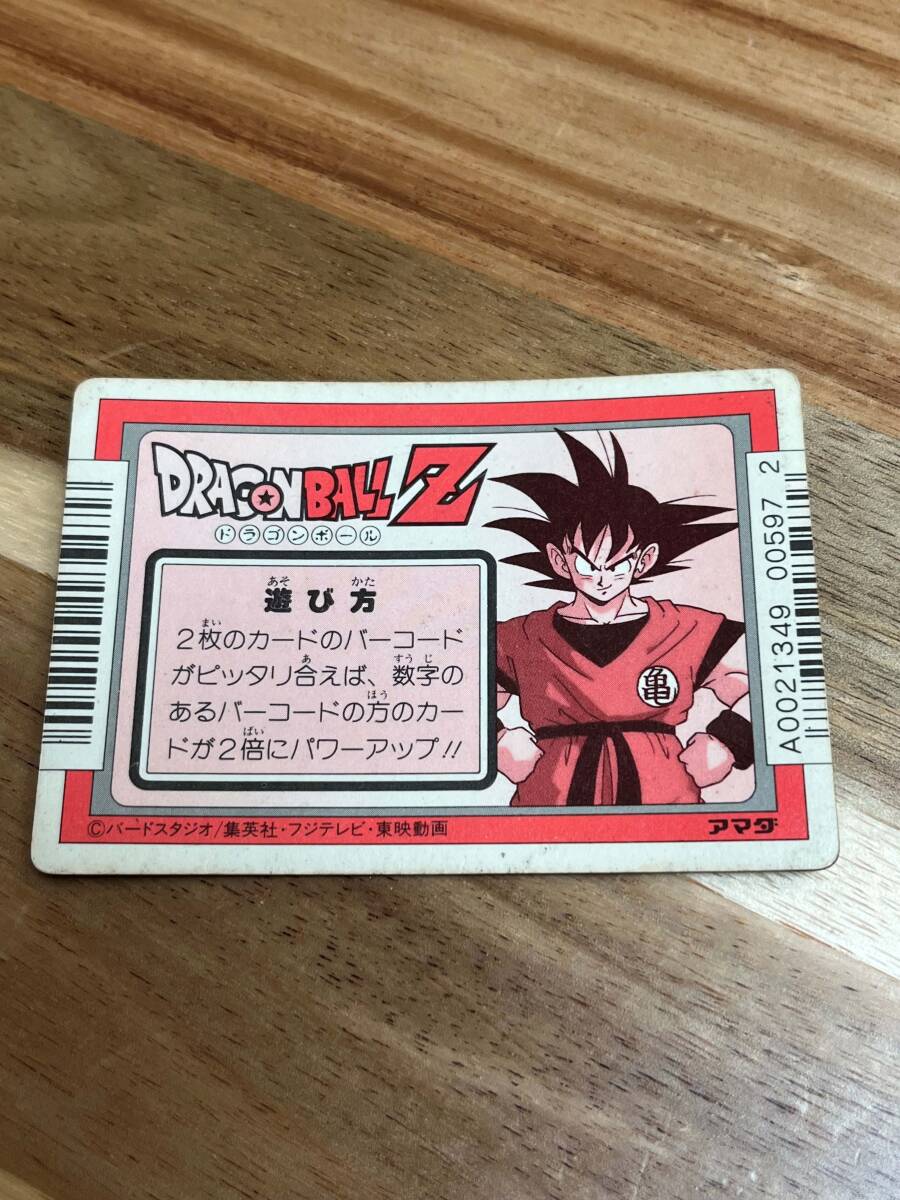 DRAGON BALL Z
ドラゴンボール
遊び方
あそ かた
2枚のカードのバーコード
まい
がピッタリ合えば、数字の
あ すうじ
あるバーコードの方のカー
ほう
ドが2倍にパワーアップ!!
ばい
亀
A0021349 00597 2
©バードスタジオ/集英社・フジテレビ・東映動画
アマダ